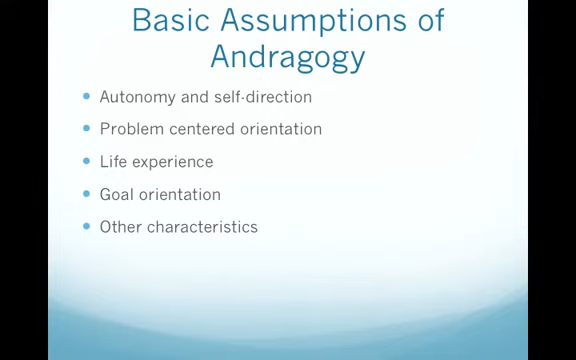 Basic Assumptions of
Andragogy
Autonomy and self-direction
Problem centered orientation
Life experience
Goal orientation
Other characteristics